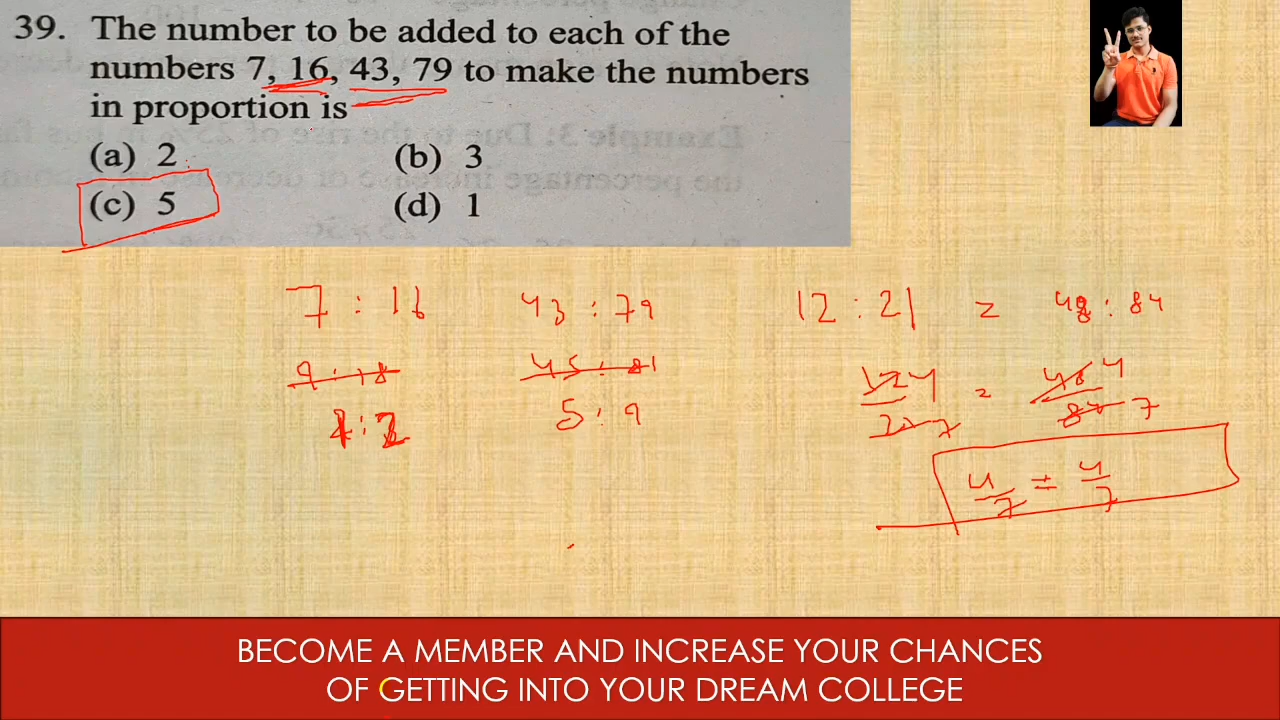 39. The number to be added to each of the
numbers 7, 16, 43, 79 to make the numbers
in proportion is
(a) 2 (b) 3
(c) 5 (d) 1
7 : 16 43 : 79 12 : 21 = 48 : 84
9 : 18 45 : 81
1 : 2 5 : 9
4/7 = 4/7
BECOME A MEMBER AND INCREASE YOUR CHANCES
OF GETTING INTO YOUR DREAM COLLEGE